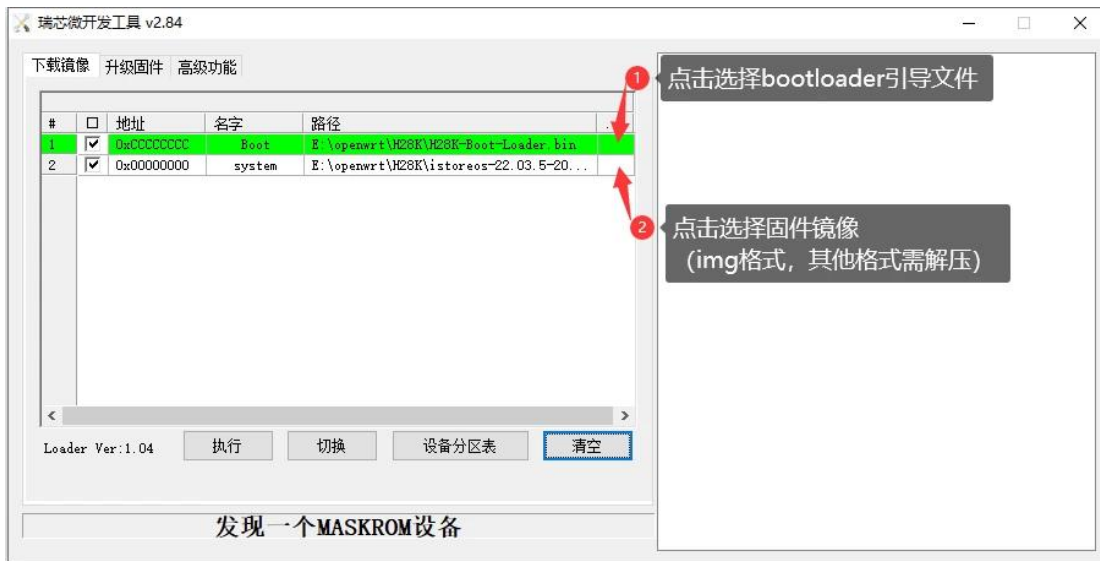 瑞芯微开发工具 v2.84
下载镜像 升级固件 高级功能
1 点击选择bootloader引导文件
# 地址 名字 路径 ...
1 0xCCCCCCCC Boot E:\openwrt\H28K\H28K-Boot-Loader.bin
2 0x00000000 system E:\openwrt\H28K\istoreos-22.03.5-20...
2 点击选择固件镜像
（img格式，其他格式需解压）
Loader Ver:1.04 执行 切换 设备分区表 清空
发现一个MASKROM设备